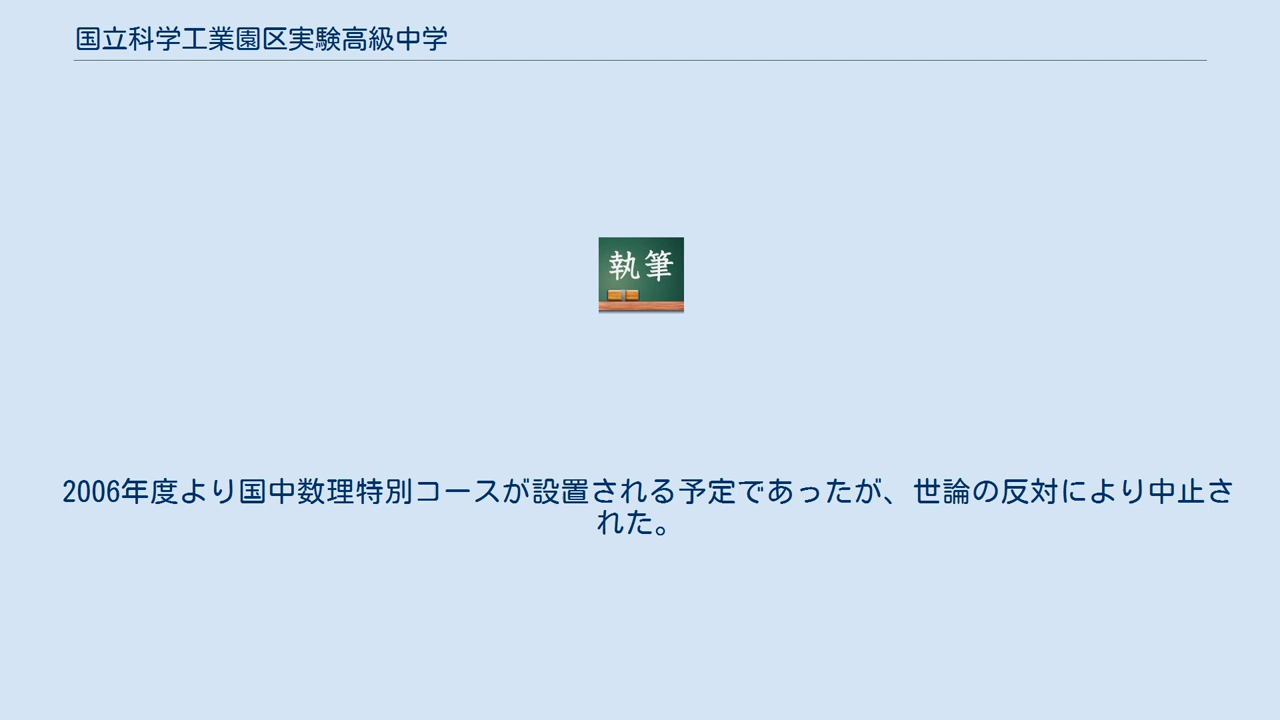 国立科学工業園区実験高級中学
執筆
2006年度より国中数理特別コースが設置される予定であったが、世論の反対により中止さ
れた。